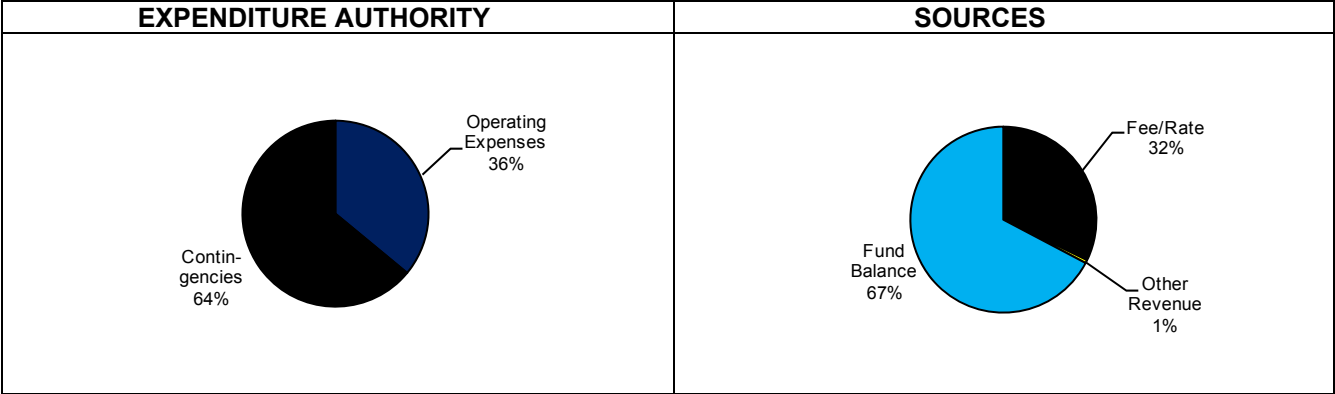 EXPENDITURE AUTHORITY
Operating
Expenses
36%
Contin-
gencies
64%
SOURCES
Fee/Rate
32%
Fund
Balance
67%
Other
Revenue
1%